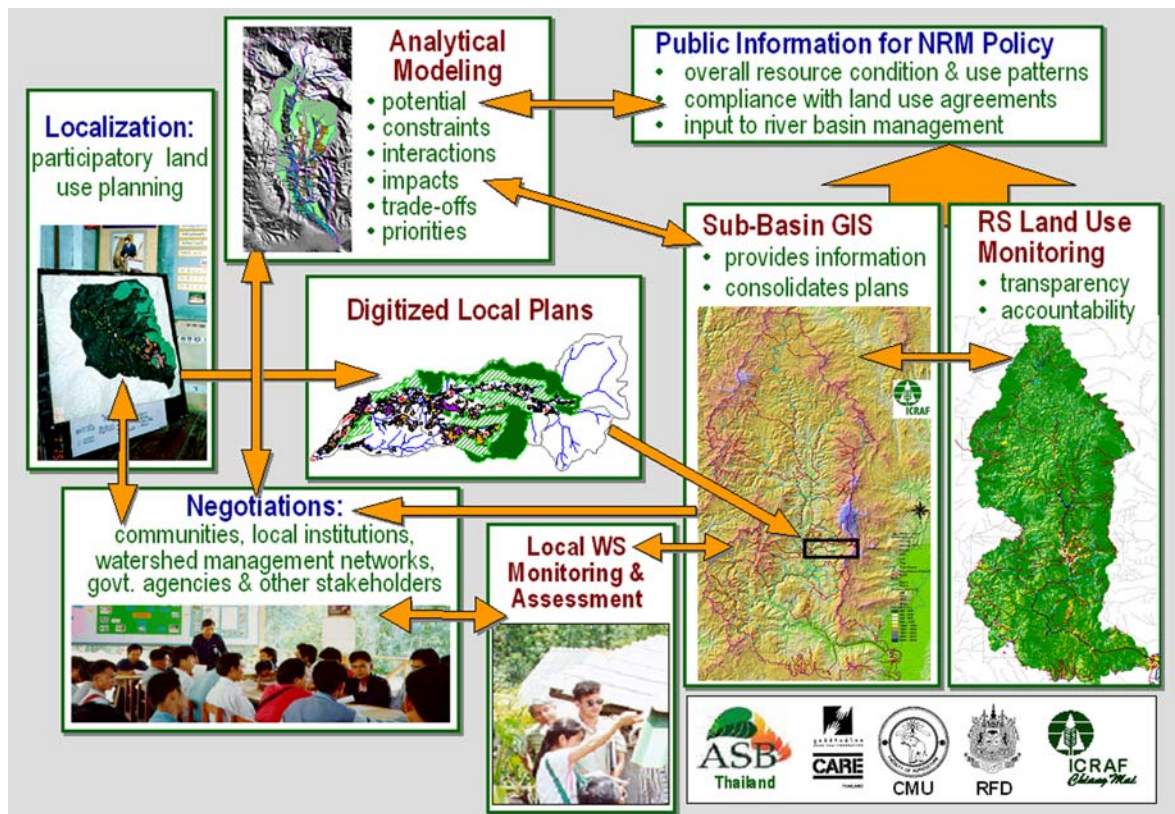 Localization:
participatory land
use planning
Analytical
Modeling
• potential
• constraints
• interactions
• impacts
• trade-offs
• priorities
Public Information for NRM Policy
• overall resource condition & use patterns
• compliance with land use agreements
• input to river basin management
Digitized Local Plans
Sub-Basin GIS
• provides information
• consolidates plans
ICRAF
RS Land Use
Monitoring
• transparency
• accountability
Negotiations:
communities, local institutions,
watershed management networks,
govt. agencies & other stakeholders
Local WS
Monitoring &
Assessment
ASB
Thailand
CARE
THAILAND
CMU
RFD
ICRAF
Chiang Mai